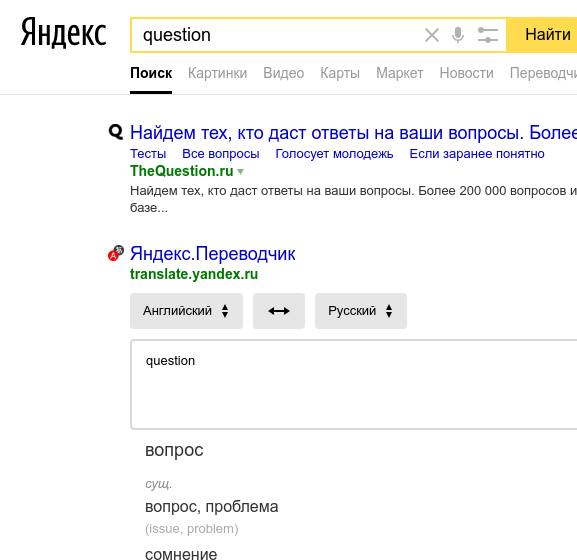 Яндекс
question
Найти
Поиск Картинки Видео Карты Маркет Новости
Найдем тех, кто даст ответы на ваши вопросы. Более
Тесты Все вопросы Голосует молодежь Если заранее понятно
TheQuestion.ru
Найдем тех, кто даст ответы на ваши вопросы. Более 200 000 вопросов и
базе...
Яндекс.Переводчик
translate.yandex.ru
Английский Русский
question
вопрос
сущ.
вопрос, проблема
(issue, problem)
сомнение